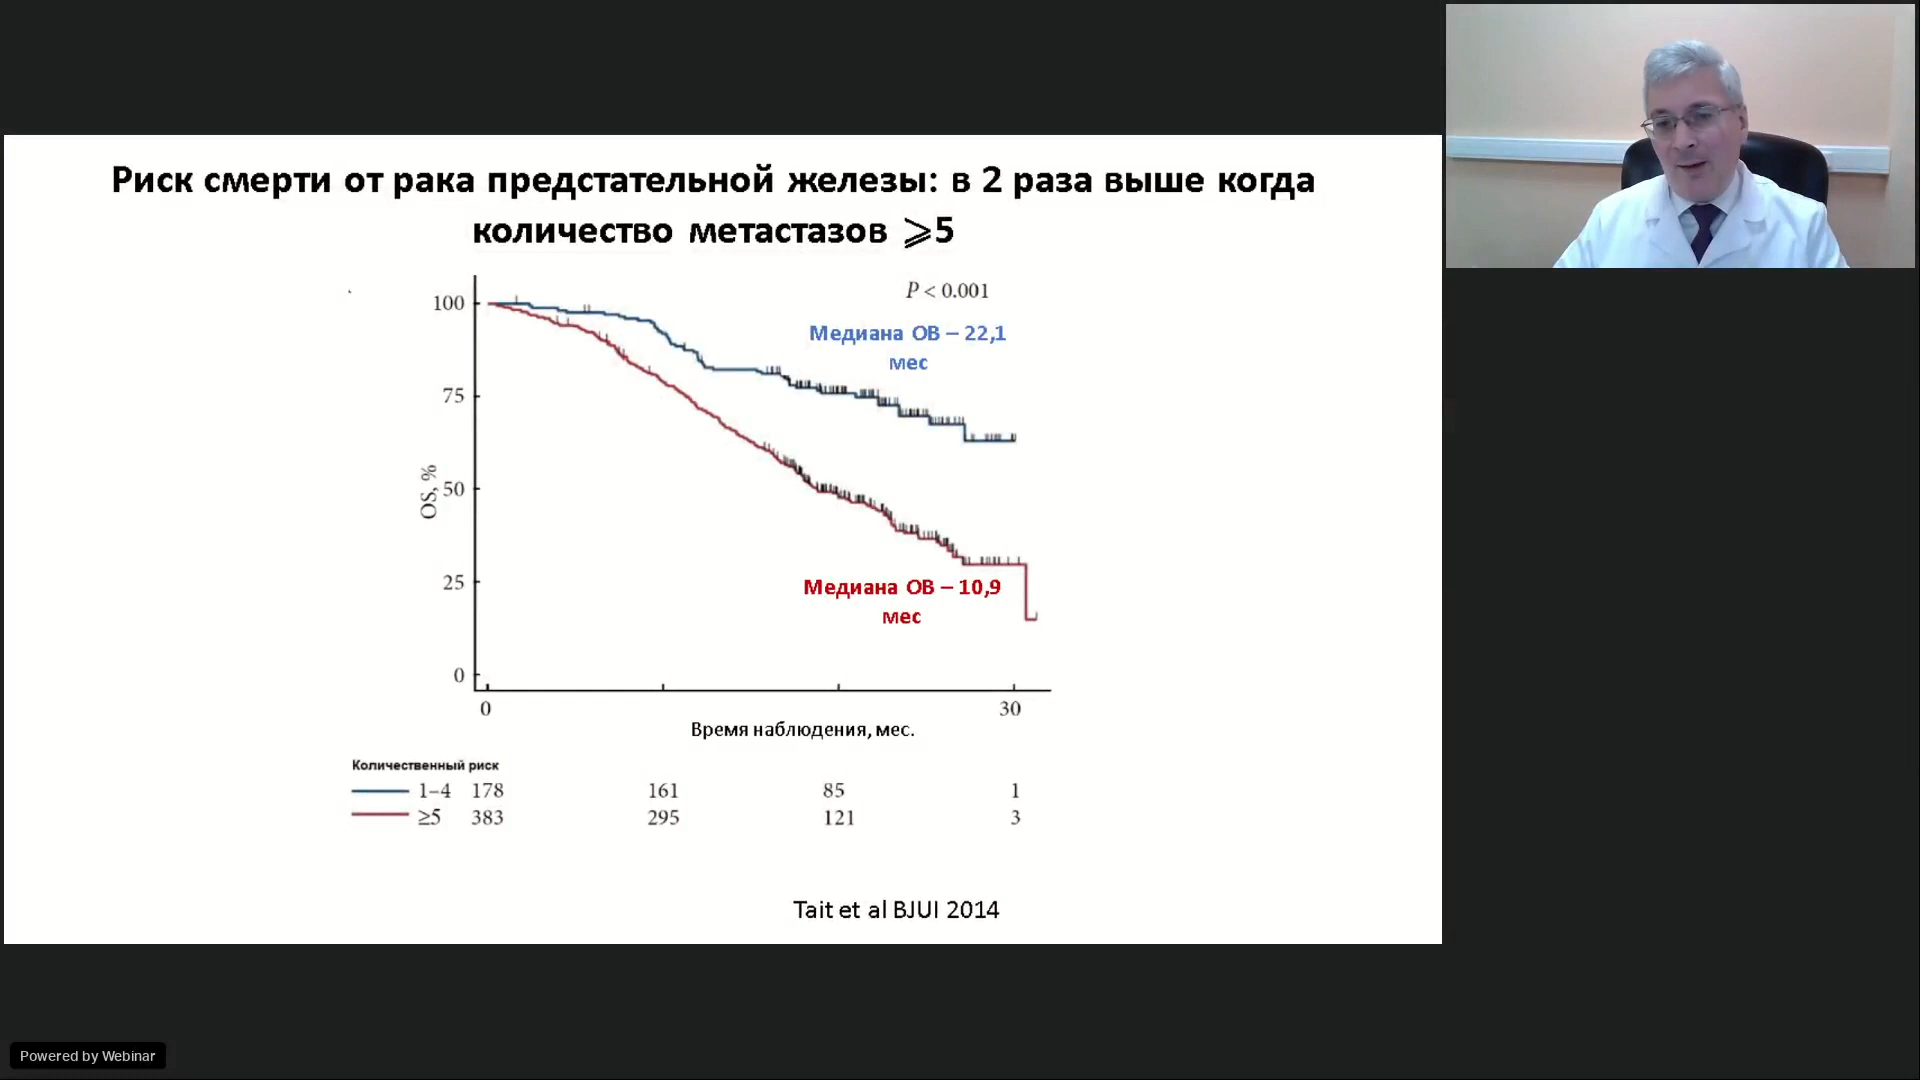 Риск смерти от рака предстательной железы: в 2 раза выше когда
количество метастазов ⩾5
P < 0.001
100
Медиана ОВ – 22,1
мес
75
OS, %
50
25
Медиана ОВ – 10,9
мес
0
0 30
Время наблюдения, мес.
Количественный риск
1–4 178 161 85 1
≥5 383 295 121 3
Tait et al BJUI 2014
Powered by Webinar